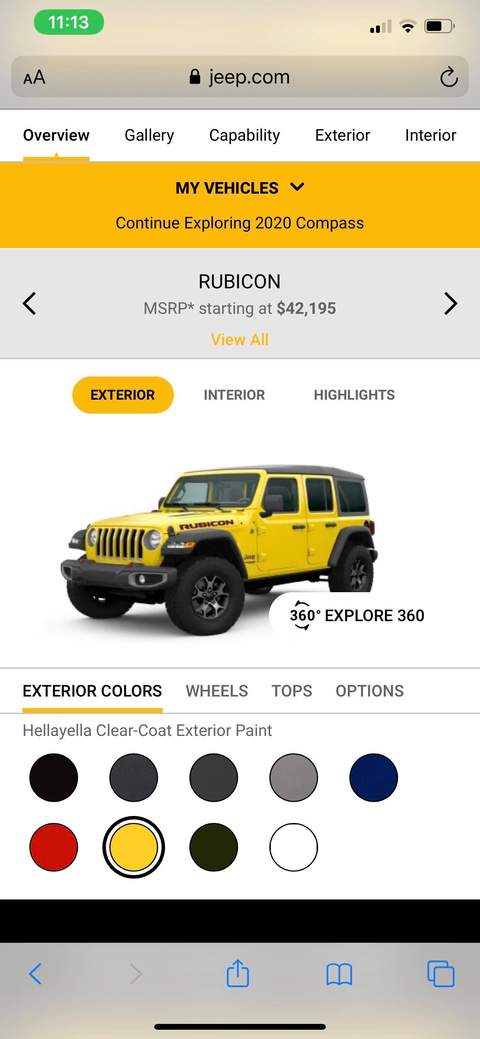 11:13
AA jeep.com
Overview Gallery Capability Exterior Interior
MY VEHICLES
Continue Exploring 2020 Compass
RUBICON
MSRP* starting at $42,195
View All
EXTERIOR INTERIOR HIGHLIGHTS
RUBICON
360° EXPLORE 360
EXTERIOR COLORS WHEELS TOPS OPTIONS
Hellayella Clear-Coat Exterior Paint